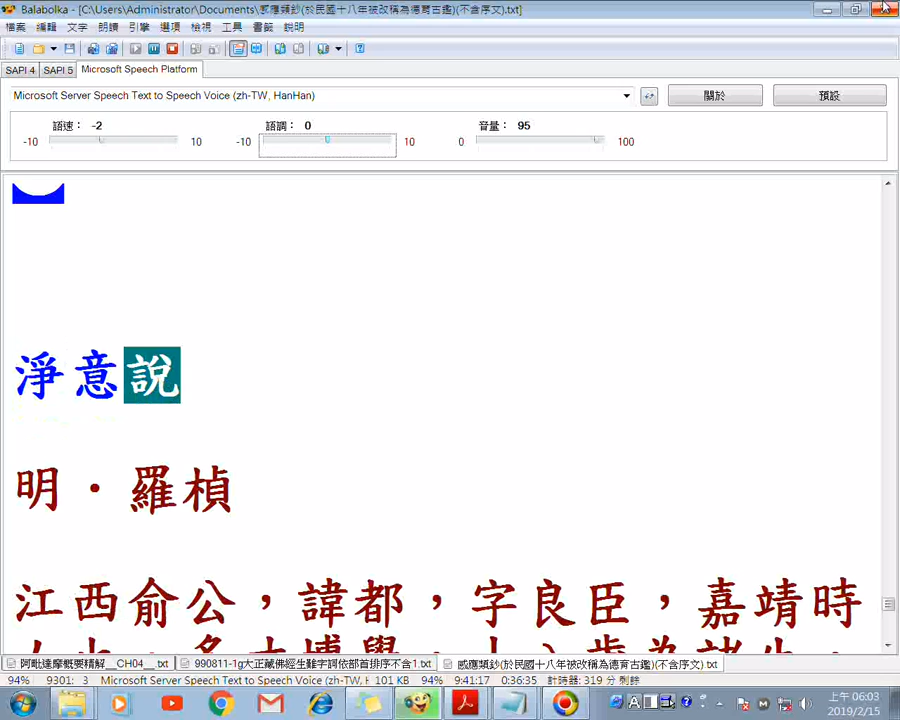 Balabolka - [C:\Users\Administrator\Documents\感應類鈔(於民國十八年被改稱為德育古鑑)(不含序文).txt]
檔案 編輯 文字 朗讀 引擎 選項 檢視 工具 書籤 說明
SAPI 4 SAPI 5 Microsoft Speech Platform
Microsoft Server Speech Text to Speech Voice (zh-TW, HanHan) 關於 預設
語速: -2 語調: 0 音量: 95
-10 10 -10 10 0 100
淨意說
明‧羅楨
江西俞公，諱都，字良臣，嘉靖時
阿毗達摩概要精解__CH04__.txt 990811-1g大正藏佛經生難字詞依部首排序不含1.txt 感應類鈔(於民國十八年被改稱為德育古鑑)(不含序文).txt
94% 9301: 3 Microsoft Server Speech Text to Speech Voice (zh-TW, H 101 KB 94% 9:41:17 0:36:35 計時器: 319 分 剩餘
上午 06:03
2019/2/15